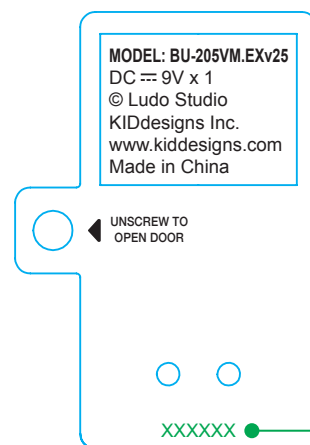 MODEL: BU-205VM.EXv25
DC ⎓ 9V x 1
© Ludo Studio
KIDdesigns Inc.
www.kiddesigns.com
Made in China
UNSCREW TO
OPEN DOOR
XXXXXX